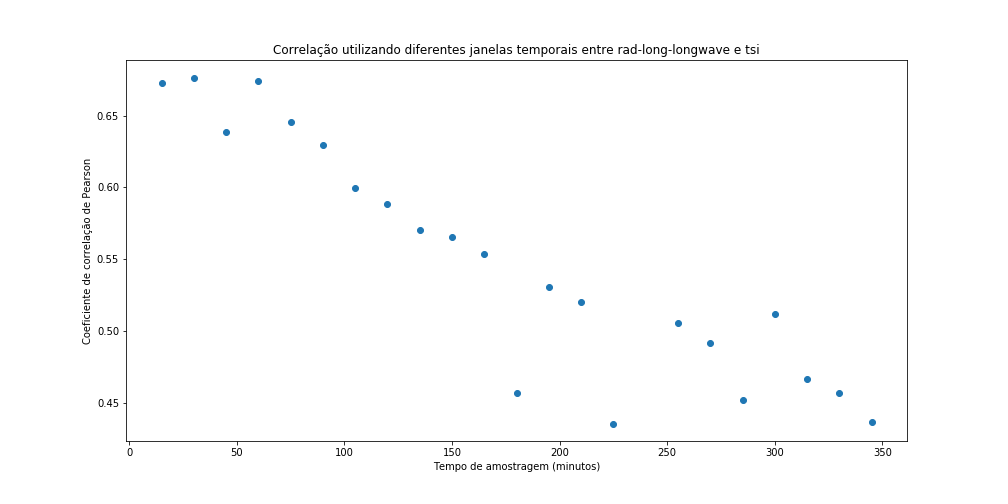 Correlação utilizando diferentes janelas temporais entre rad-long-longwave e tsi
Coeficiente de correlação de Pearson
0.65
0.60
0.55
0.50
0.45
0 50 100 150 200 250 300 350
Tempo de amostragem (minutos)